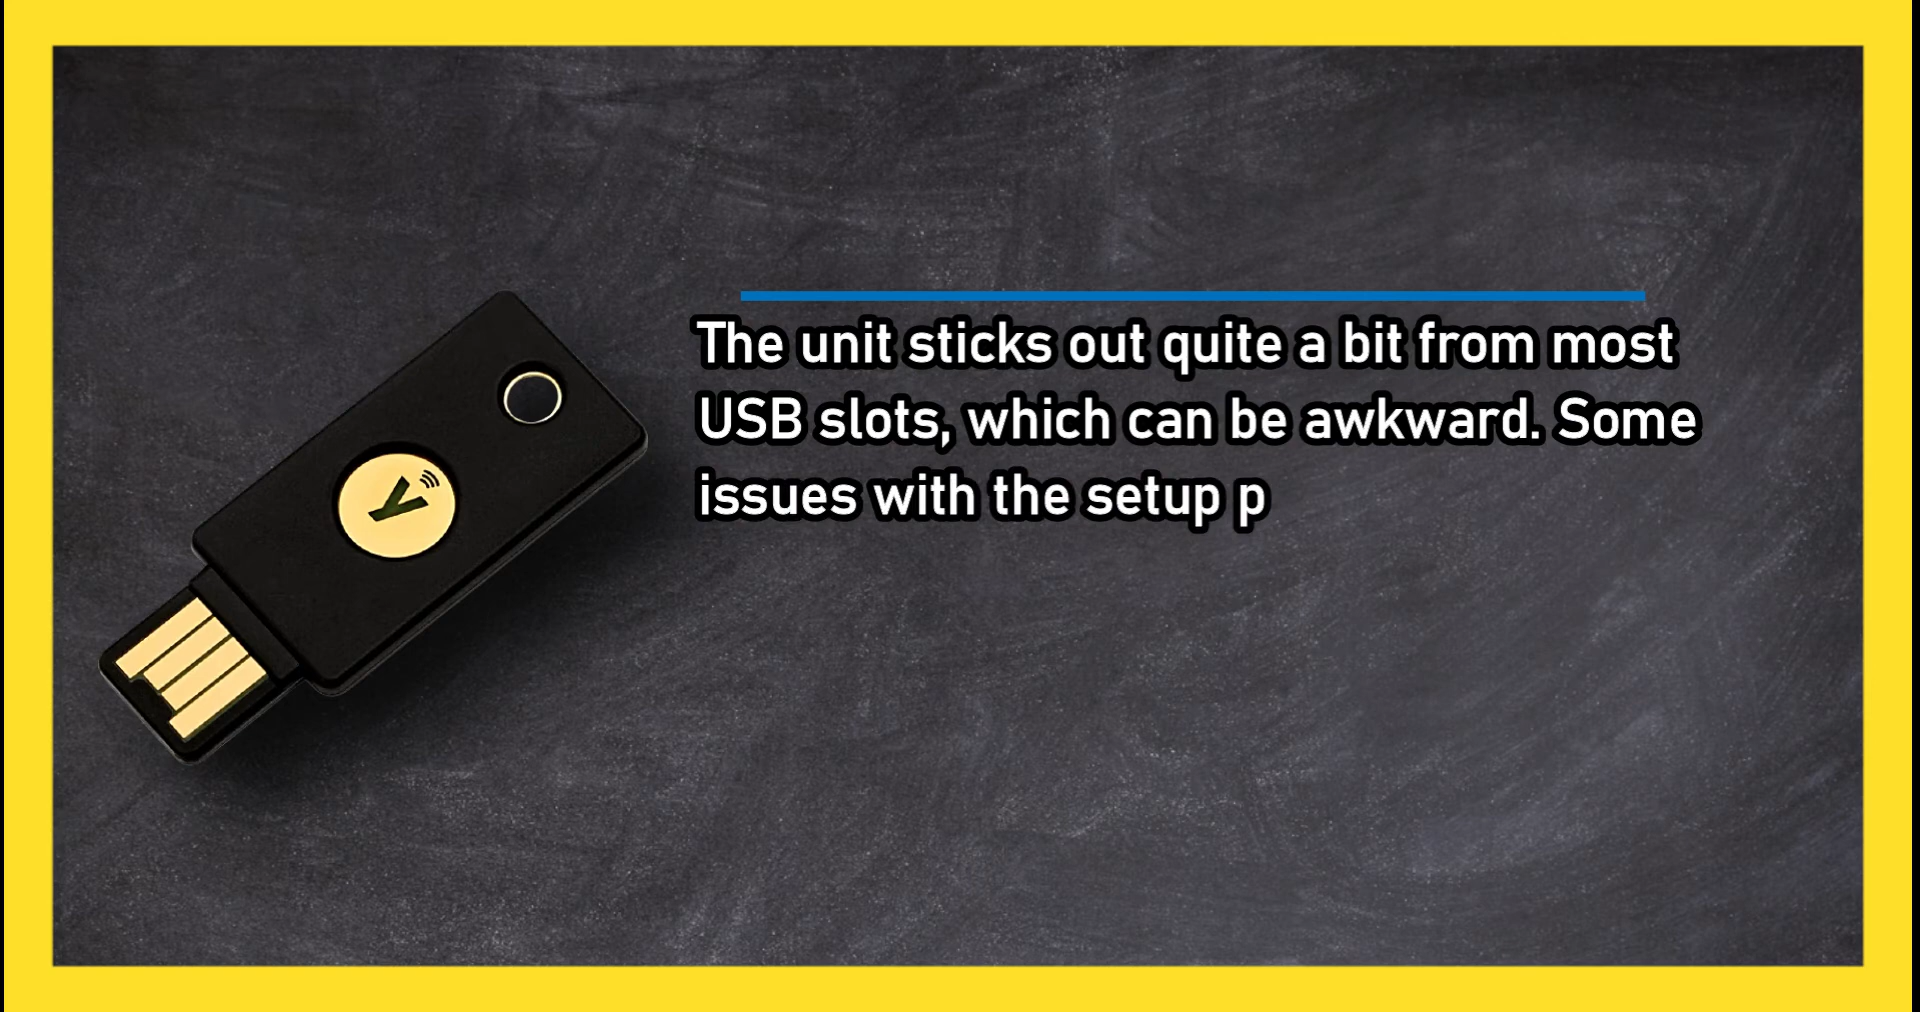 The unit sticks out quite a bit from most
USB slots, which can be awkward. Some
issues with the setup p